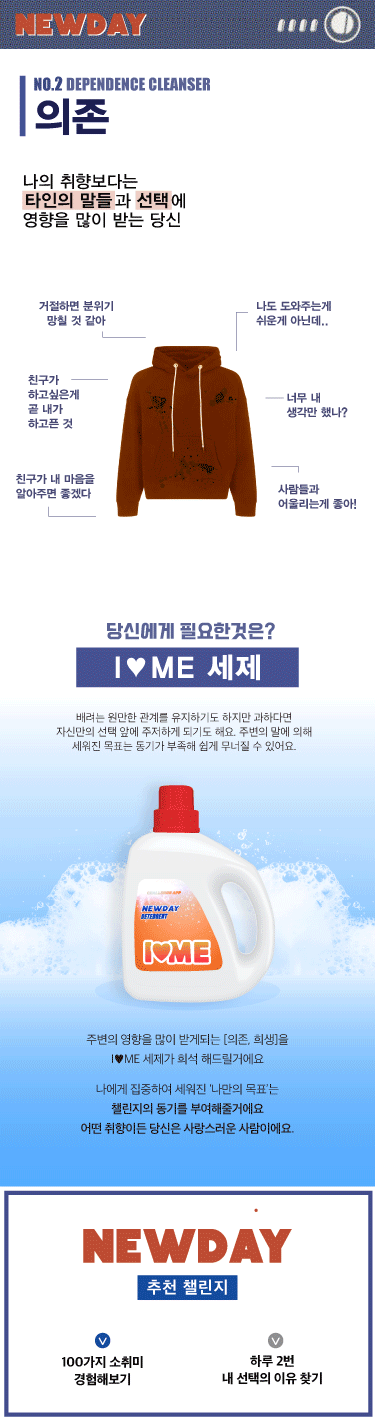 NEWDAY
NO.2 DEPENDENCE CLEANSER
의존
나의 취향보다는
타인의 말들과 선택에
영향을 많이 받는 당신
거절하면 분위기
망칠 것 같아
나도 도와주는게
쉬운게 아닌데..
친구가
하고싶은게
곧 내가
하고픈 것
너무 내
생각만 했나?
친구가 내 마음을
알아주면 좋겠다
사람들과
어울리는게 좋아!
당신에게 필요한것은?
I♥ME 세제
배려는 원만한 관계를 유지하기도 하지만 과하다면
자신만의 선택 앞에 주저하게 되기도 해요. 주변의 말에 의해
세워진 목표는 동기가 부족해 쉽게 무너질 수 있어요.
NEWDAY
DETERGENT
I♥ME
주변의 영향을 많이 받게되는 [의존, 희생]을
I♥ME 세제가 희석 해드릴거에요
나에게 집중하여 세워진 '나만의 목표'는
챌린지의 동기를 부여해줄거에요
어떤 취향이든 당신은 사랑스러운 사람이에요.
NEWDAY
추천 챌린지
100가지 소취미
경험해보기
하루 2번
내 선택의 이유 찾기